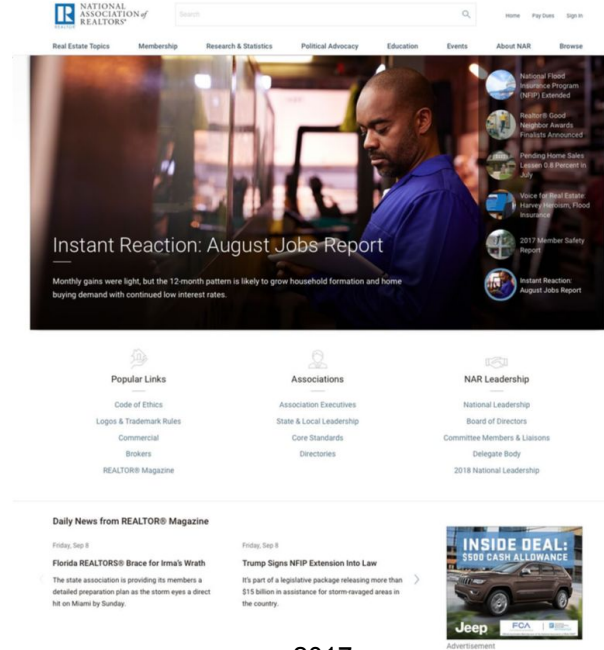 NATIONAL
ASSOCIATION of
REALTORS®
REALTOR®
Search
Home Pay Dues Sign In
Real Estate Topics Membership Research & Statistics Political Advocacy Education Events About NAR Browse
National Flood
Insurance Program
(NFIP) Extended
Realtor® Good
Neighbor Awards
Finalists Announced
Pending Home Sales
Lessen 0.8 Percent in
July
Voice for Real Estate:
Harvey Heroism, Flood
Insurance
2017 Member Safety
Report
Instant Reaction:
August Jobs Report
Instant Reaction: August Jobs Report
Monthly gains were light, but the 12-month pattern is likely to grow household formation and home
buying demand with continued low interest rates.
Popular Links
Code of Ethics
Logos & Trademark Rules
Commercial
Brokers
REALTOR® Magazine
Associations
Association Executives
State & Local Leadership
Core Standards
Directories
NAR Leadership
National Leadership
Board of Directors
Committee Members & Liaisons
Delegate Body
2018 National Leadership
Daily News from REALTOR® Magazine
Friday, Sep 8
Florida REALTORS® Brace for Irma's Wrath
The state association is providing its members a
detailed preparation plan as the storm eyes a direct
hit on Miami by Sunday.
Friday, Sep 8
Trump Signs NFIP Extension Into Law
It's part of a legislative package releasing more than
$15 billion in assistance for storm-ravaged areas in
the country.
INSIDE DEAL:
$500 CASH ALLOWANCE
Jeep
FCA
Advertisement
2017